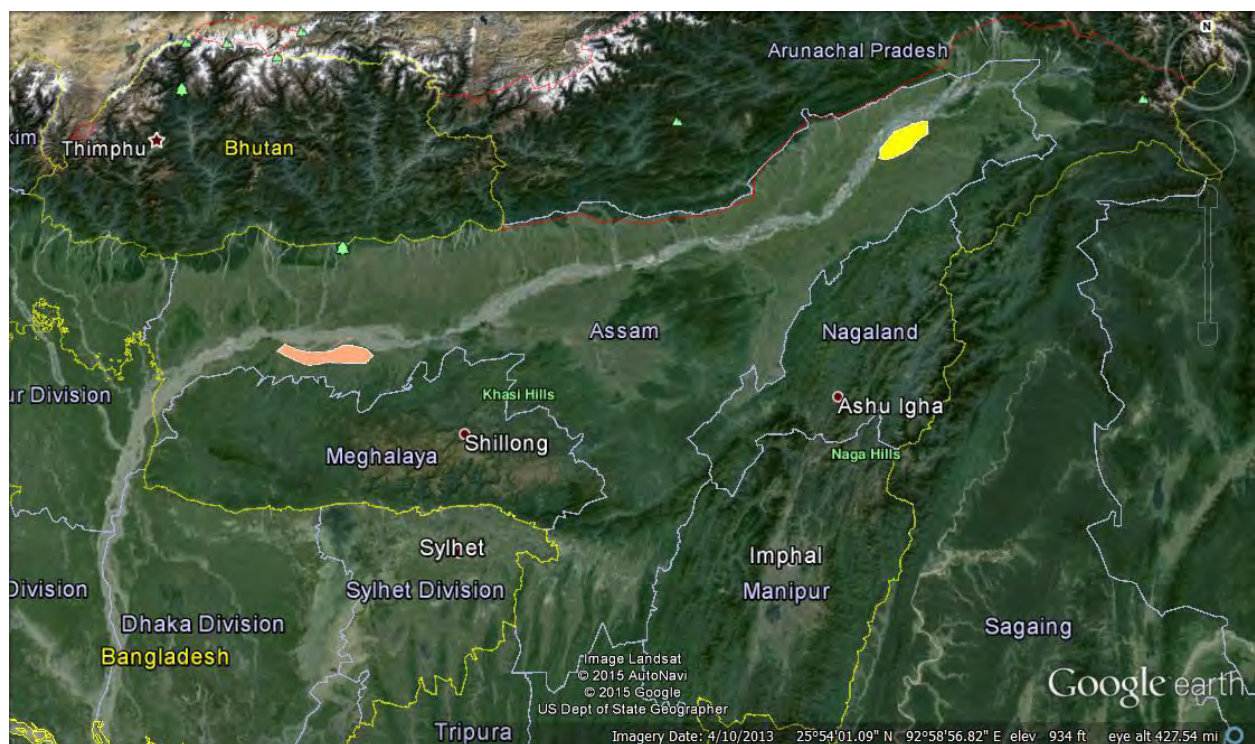 N
Arunachal Pradesh
kim
Thimphu
Bhutan
Assam
Nagaland
ur Division
Khasi Hills
Ashu Igha
Shillong
Meghalaya
Naga Hills
Sylhet
Imphal
Division
Sylhet Division
Manipur
Dhaka Division
Sagaing
Bangladesh
Image Landsat
© 2015 AutoNavi
© 2015 Google
US Dept of State Geographer
Google earth
Tripura
Imagery Date: 4/10/2013 25°54'01.09" N 92°58'56.82" E elev 934 ft eye alt 427.54 mi